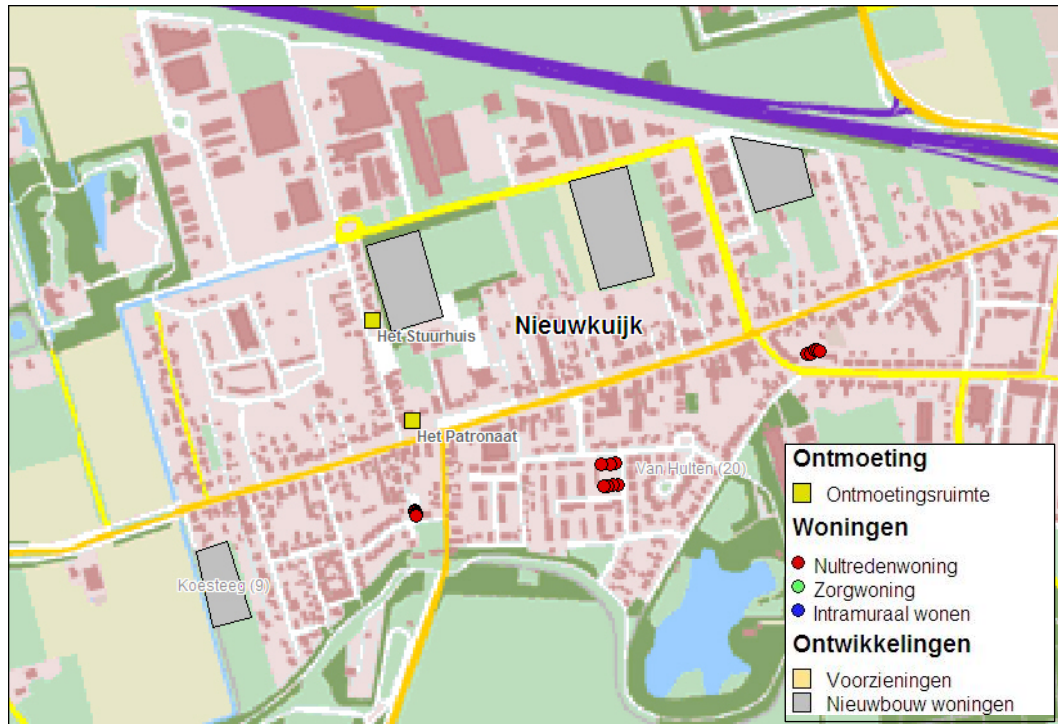 Nieuwkuijk
Het Stuurhuis
Het Patronaat
Van Hulten (20)
Koesteeg (9)
Ontmoeting
Ontmoetingsruimte
Woningen
Nultredenwoning
Zorgwoning
Intramuraal wonen
Ontwikkelingen
Voorzieningen
Nieuwbouw woningen